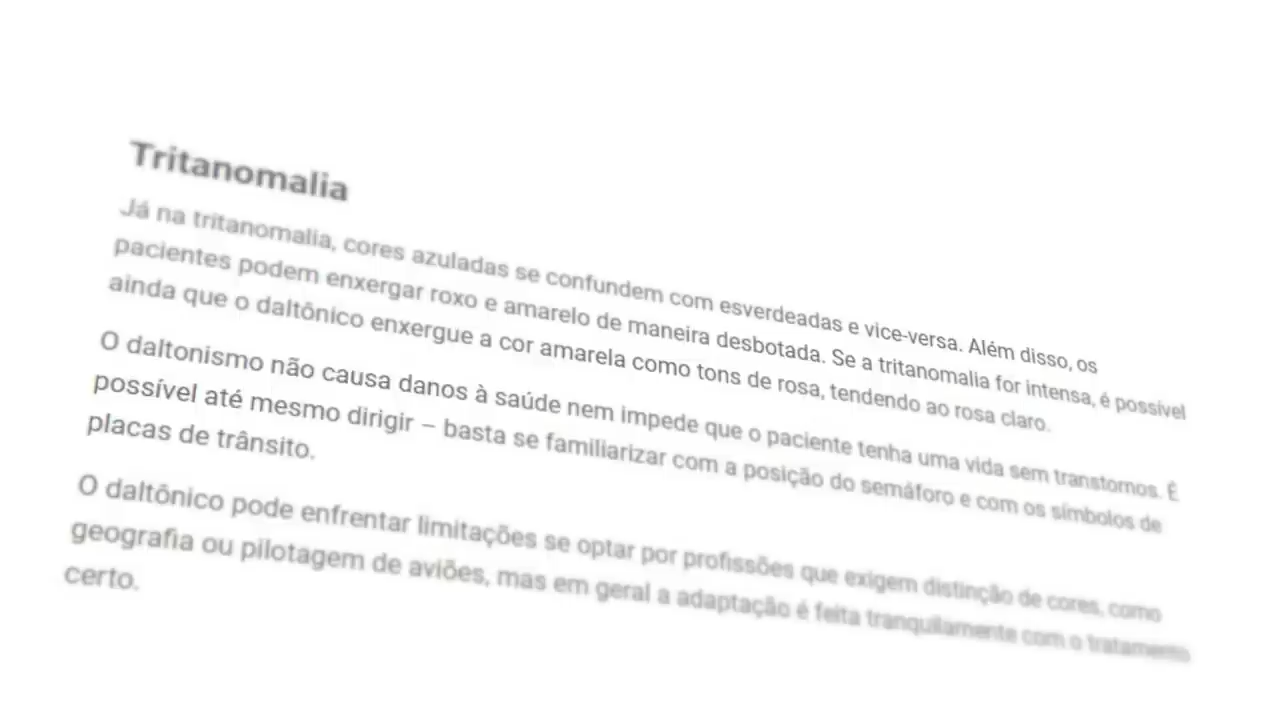 Tritanomalia
Já na tritanomalia, cores azuladas se confundem com esverdeadas e vice-versa. Além disso, os
pacientes podem enxergar roxo e amarelo de maneira desbotada. Se a tritanomalia for intensa, é possível
ainda que o daltônico enxergue a cor amarela como tons de rosa, tendendo ao rosa claro.
O daltonismo não causa danos à saúde nem impede que o paciente tenha uma vida sem transtornos. É
possível até mesmo dirigir – basta se familiarizar com a posição do semáforo e com os símbolos de
placas de trânsito.
O daltônico pode enfrentar limitações se optar por profissões que exigem distinção de cores, como
geografia ou pilotagem de aviões, mas em geral a adaptação é feita tranquilamente com o tratamento
certo.